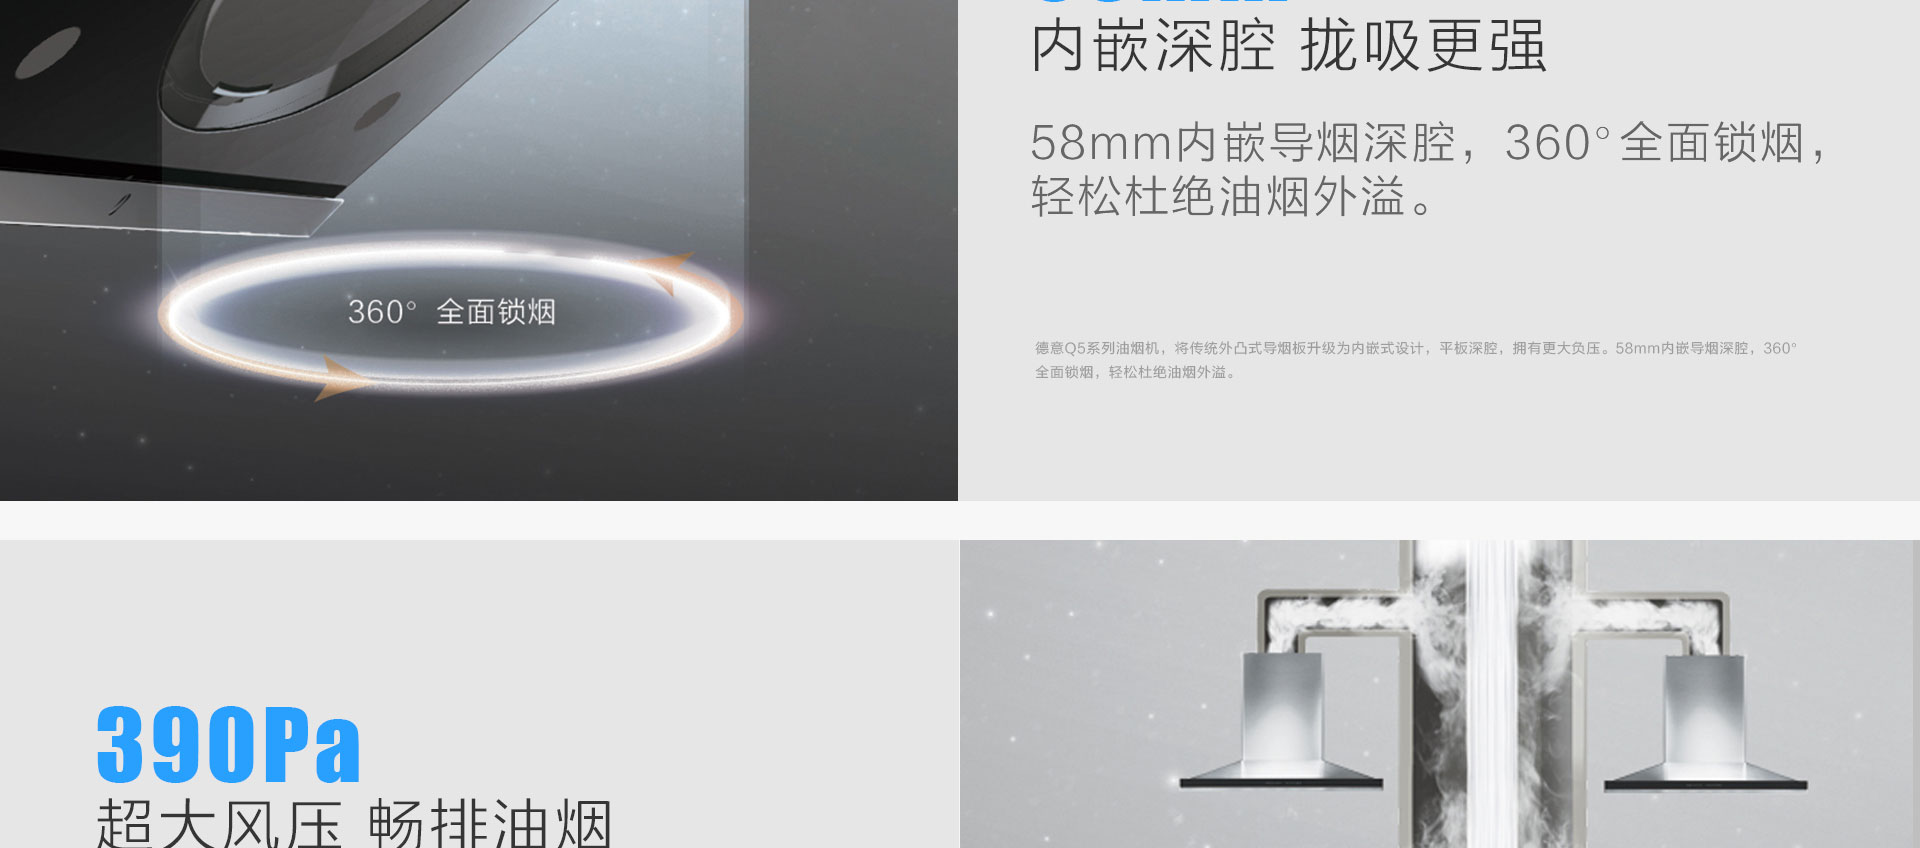 内嵌深腔 拢吸更强
58mm内嵌导烟深腔，360°全面锁烟，
轻松杜绝油烟外溢。
360° 全面锁烟
德意Q5系列油烟机，将传统外凸式导烟板升级为内嵌式设计，平板深腔，拥有更大负压。58mm内嵌导烟深腔，360°
全面锁烟，轻松杜绝油烟外溢。
390Pa
超大风压 畅排油烟